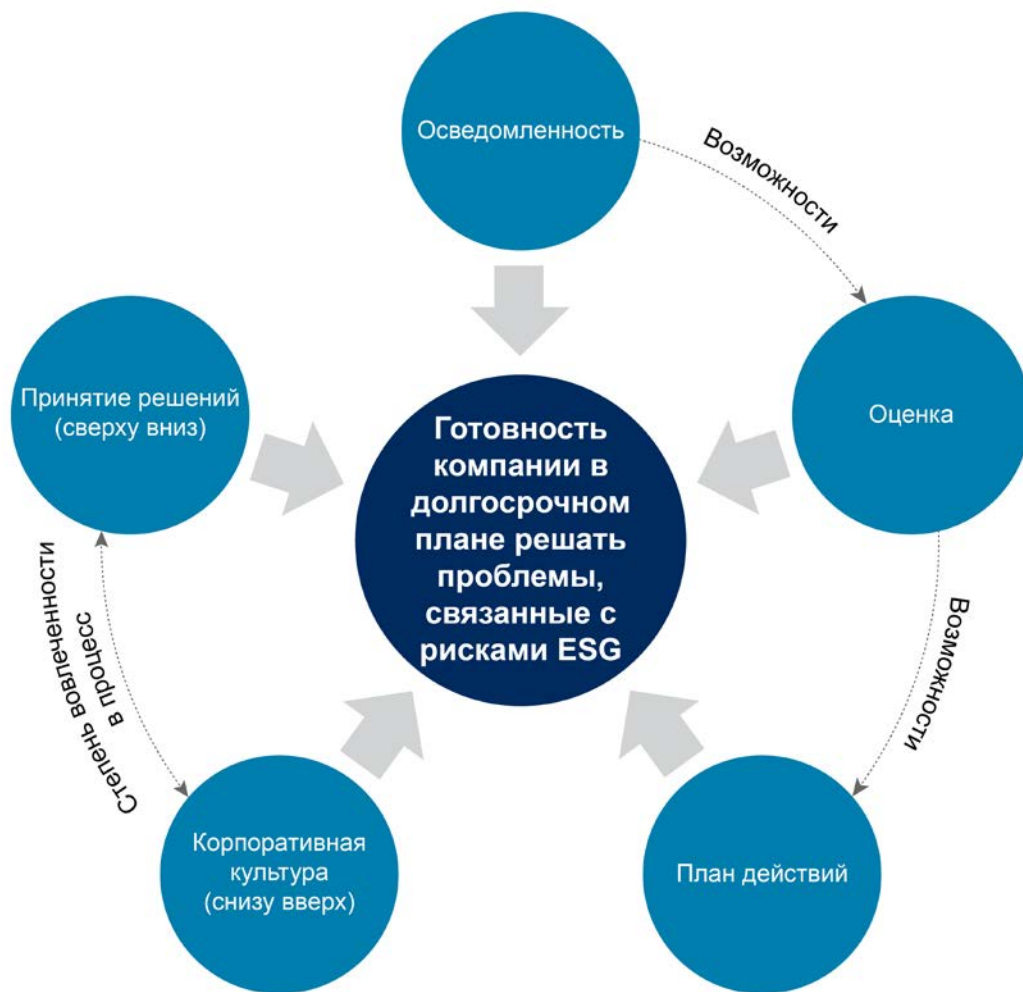 Осведомленность
Возможности
Принятие решений
(сверху вниз)
Оценка
Готовность
компании в
долгосрочном
плане решать
проблемы,
связанные с
рисками ESG
Степень вовлеченности
в процесс
Возможности
Корпоративная
культура
(снизу вверх)
План действий